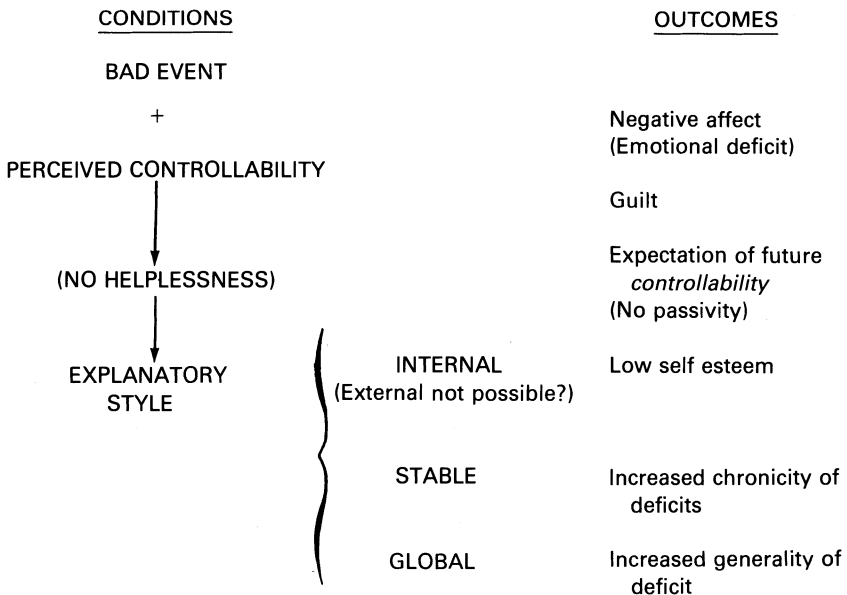 CONDITIONS
OUTCOMES
BAD EVENT
+
Negative affect
(Emotional deficit)
PERCEIVED CONTROLLABILITY
Guilt
Expectation of future
controllability
(No passivity)
(NO HELPLESSNESS)
EXPLANATORY
STYLE
INTERNAL
(External not possible?)
Low self esteem
STABLE
Increased chronicity of
deficits
GLOBAL
Increased generality of
deficit